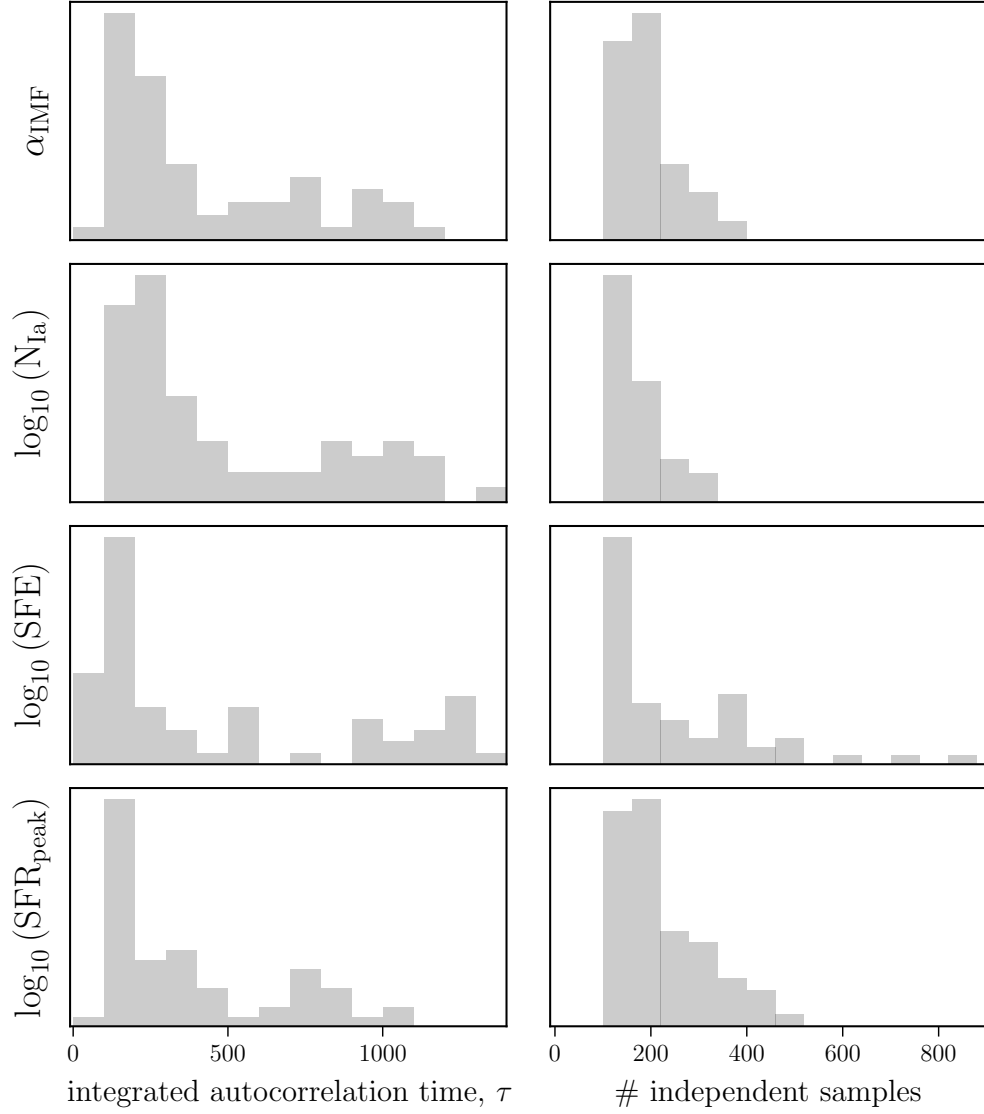 α_IMF
log₁₀ (N_Ia)
log₁₀ (SFE)
log₁₀ (SFR_peak)
0 500 1000
0 200 400 600 800
integrated autocorrelation time, τ
# independent samples